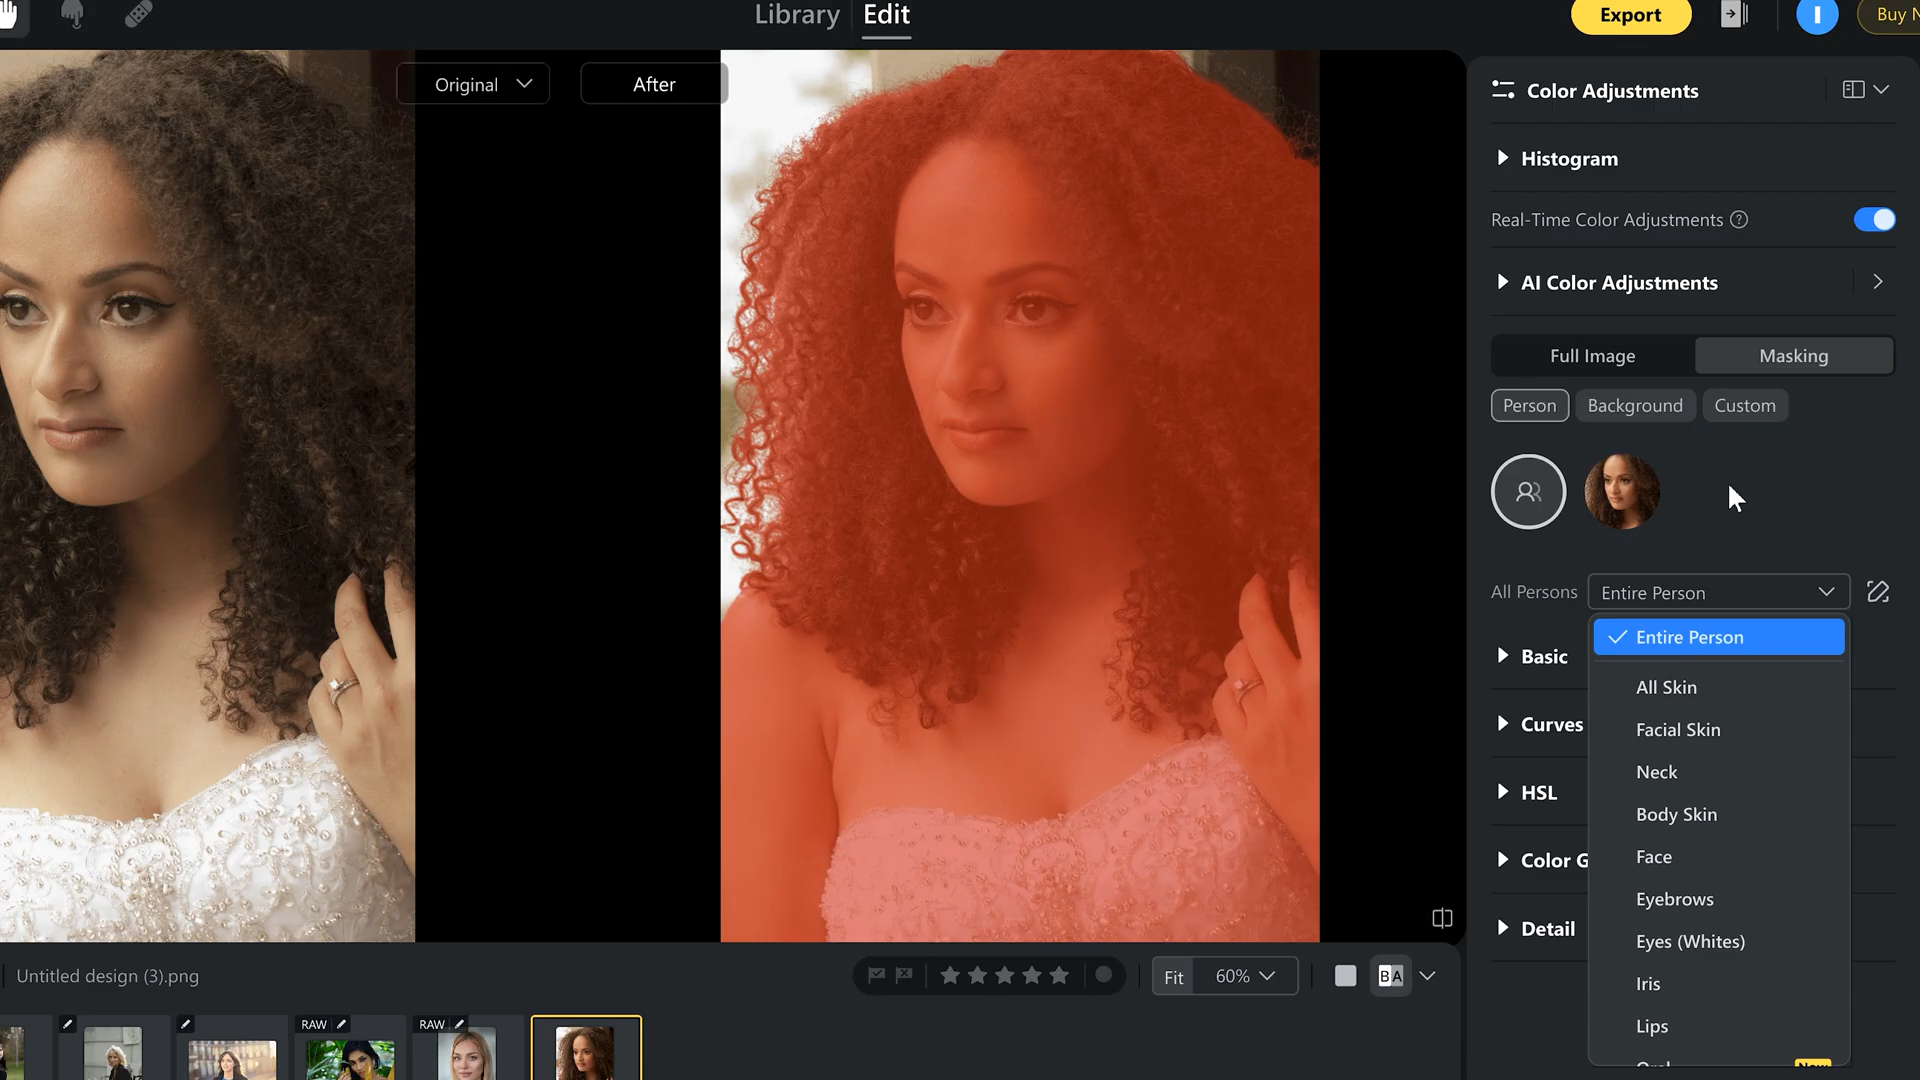 Library
Edit
Export
Buy
Original
After
Color Adjustments
Histogram
Real-Time Color Adjustments
AI Color Adjustments
Full Image
Masking
Person
Background
Custom
All Persons
Entire Person
Entire Person
All Skin
Facial Skin
Neck
Body Skin
Face
Eyebrows
Eyes (Whites)
Iris
Lips
Basic
Curves
HSL
Color G
Detail
Untitled design (3).png
Fit
60%
BA
RAW
RAW